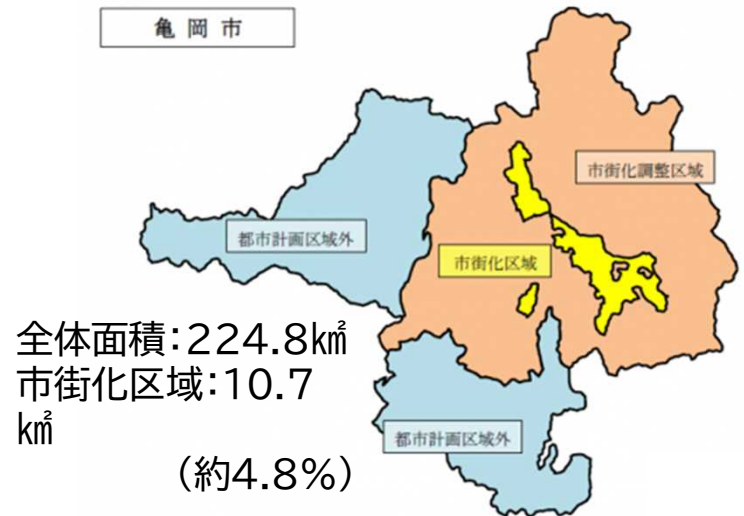 亀岡市
市街化調整区域
都市計画区域外
市街化区域
全体面積：224.8㎢
市街化区域：10.7
㎢
（約4.8%）
都市計画区域外